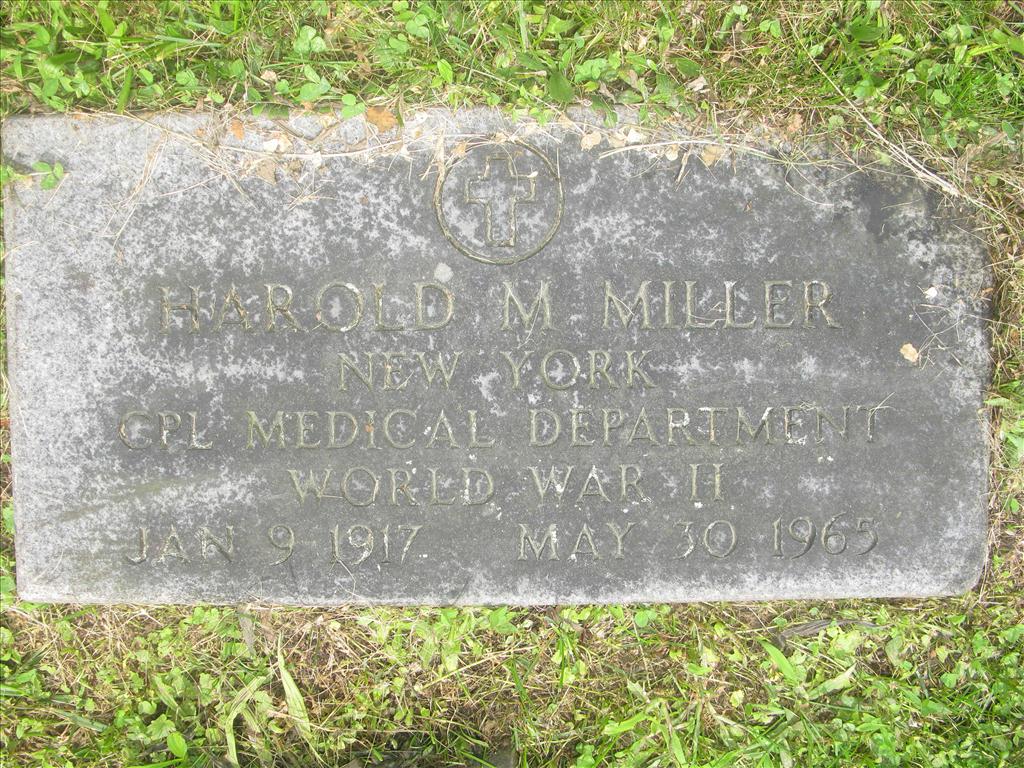 HAROLD M MILLER
NEW YORK
CPL MEDICAL DEPARTMENT
WORLD WAR II
JAN 9 1917 MAY 30 1965